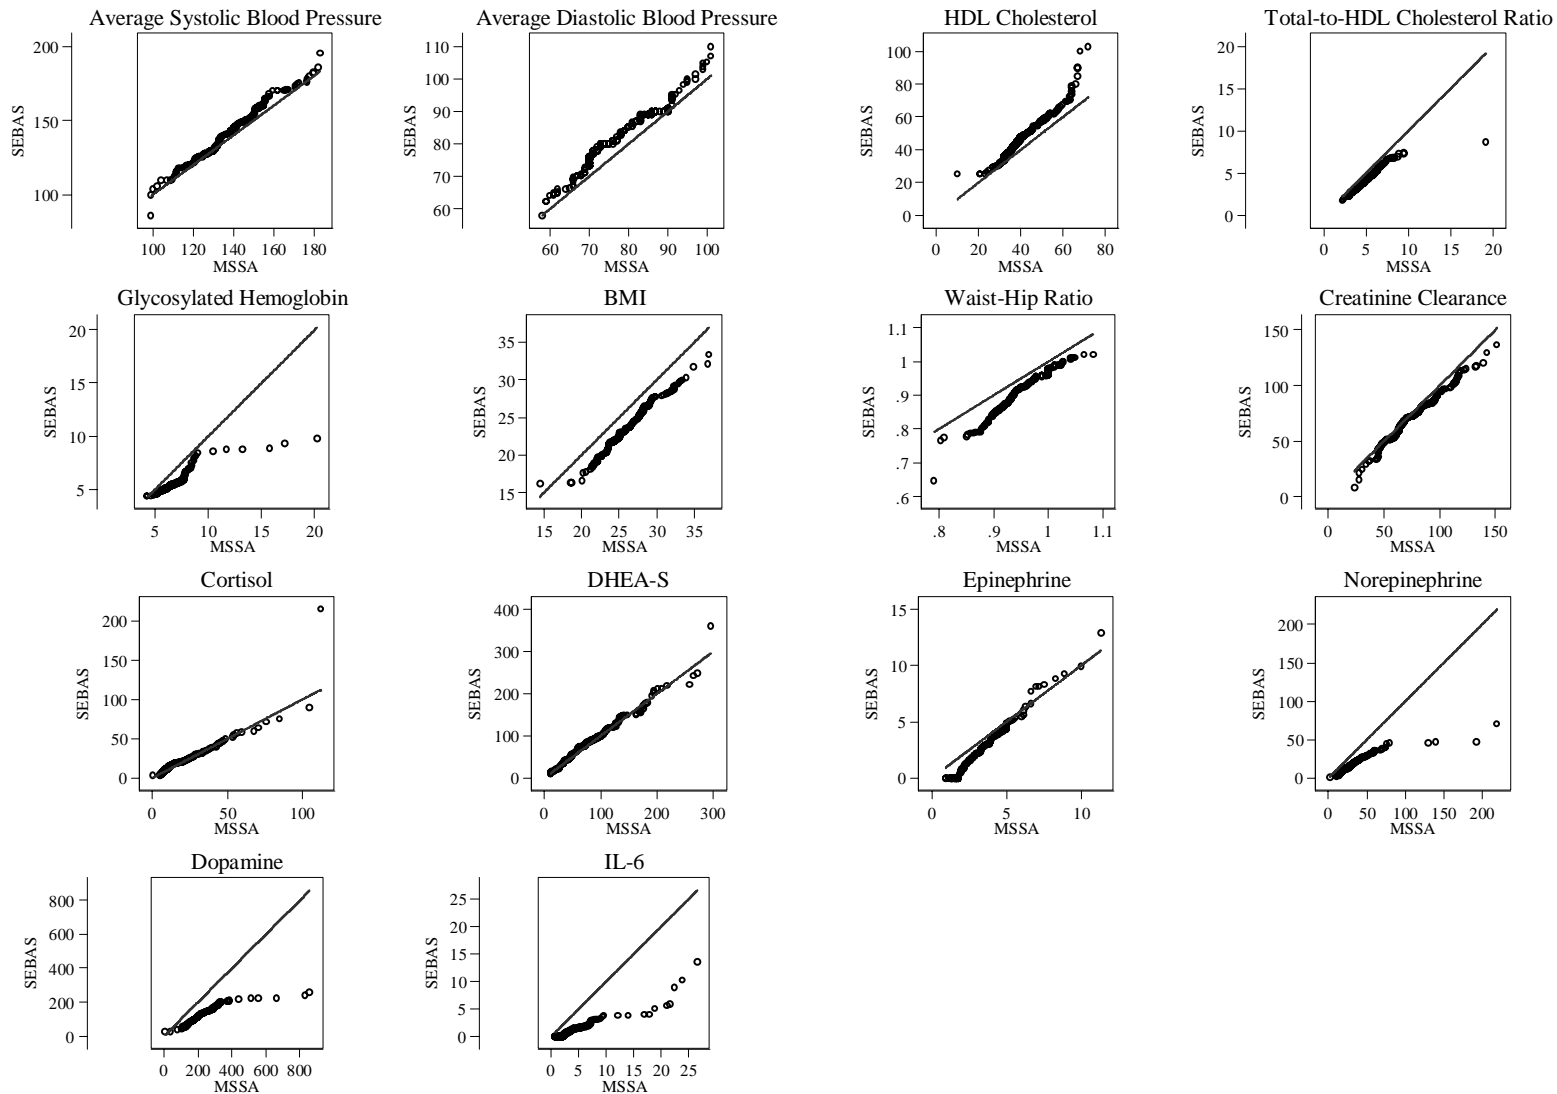 Average Systolic Blood Pressure
SEBAS
200
150
100
100 120 140 160 180
MSSA
Average Diastolic Blood Pressure
SEBAS
110
100
90
80
70
60
60 70 80 90 100
MSSA
HDL Cholesterol
SEBAS
100
80
60
40
20
0
0 20 40 60 80
MSSA
Total-to-HDL Cholesterol Ratio
SEBAS
20
15
10
5
0
0 5 10 15 20
MSSA
Glycosylated Hemoglobin
SEBAS
20
15
10
5
5 10 15 20
MSSA
BMI
SEBAS
35
30
25
20
15
15 20 25 30 35
MSSA
Waist-Hip Ratio
SEBAS
1.1
1
.9
.8
.7
.6
.8 .9 1 1.1
MSSA
Creatinine Clearance
SEBAS
150
100
50
0
0 50 100 150
MSSA
Cortisol
SEBAS
200
150
100
50
0
0 50 100
MSSA
DHEA-S
SEBAS
400
300
200
100
0
0 100 200 300
MSSA
Epinephrine
SEBAS
15
10
5
0
0 5 10
MSSA
Norepinephrine
SEBAS
200
150
100
50
0
0 50 100 150 200
MSSA
Dopamine
SEBAS
800
600
400
200
0
0 200 400 600 800
MSSA
IL-6
SEBAS
25
20
15
10
5
0
0 5 10 15 20 25
MSSA